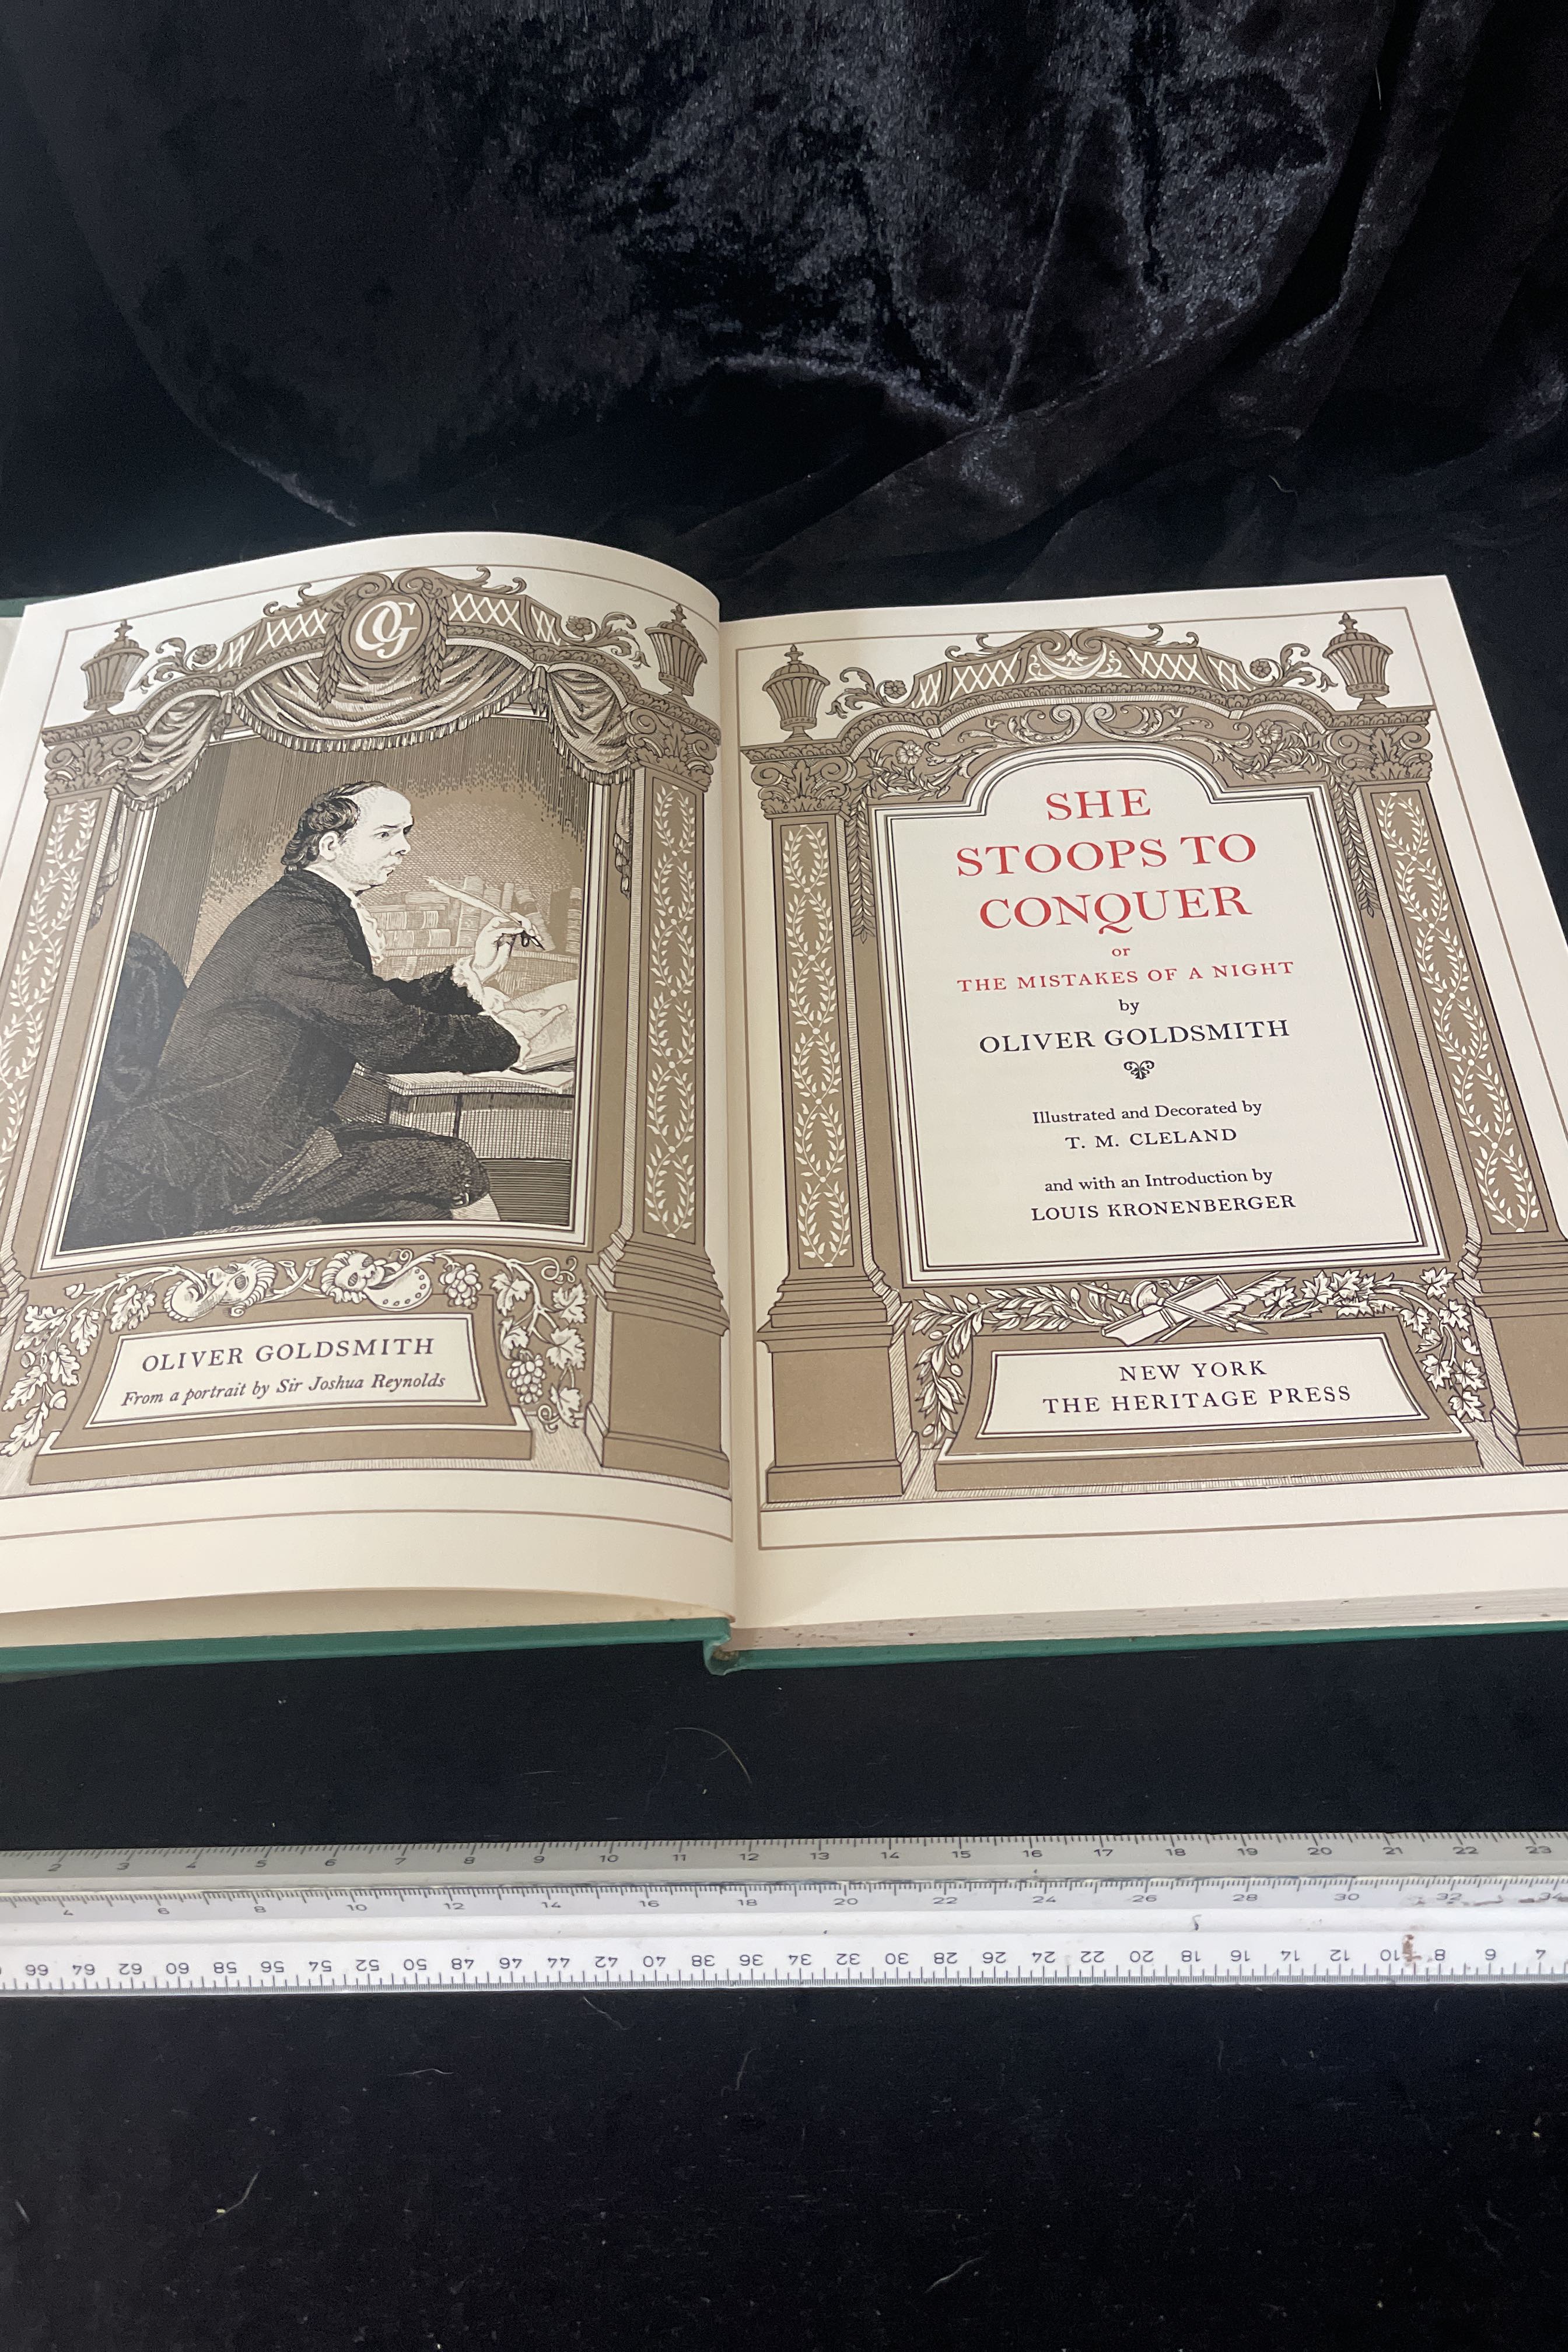 OG
OLIVER GOLDSMITH
From a portrait by Sir Joshua Reynolds
SHE
STOOPS TO
CONQUER
or
THE MISTAKES OF A NIGHT
by
OLIVER GOLDSMITH
Illustrated and Decorated by
T. M. CLELAND
and with an Introduction by
LOUIS KRONENBERGER
NEW YORK
THE HERITAGE PRESS
2 3 4 5 6 7 8 9 10 11 12 13 14 15 16 17 18 19 20 21 22 23
4 6 8 10 12 14 16 18 20 22 24 26 28 30 32 34
66 64 62 60 58 56 54 52 50 48 46 44 42 40 38 36 34 32 30 28 26 24 22 20 18 16 14 12 10 8 6 4